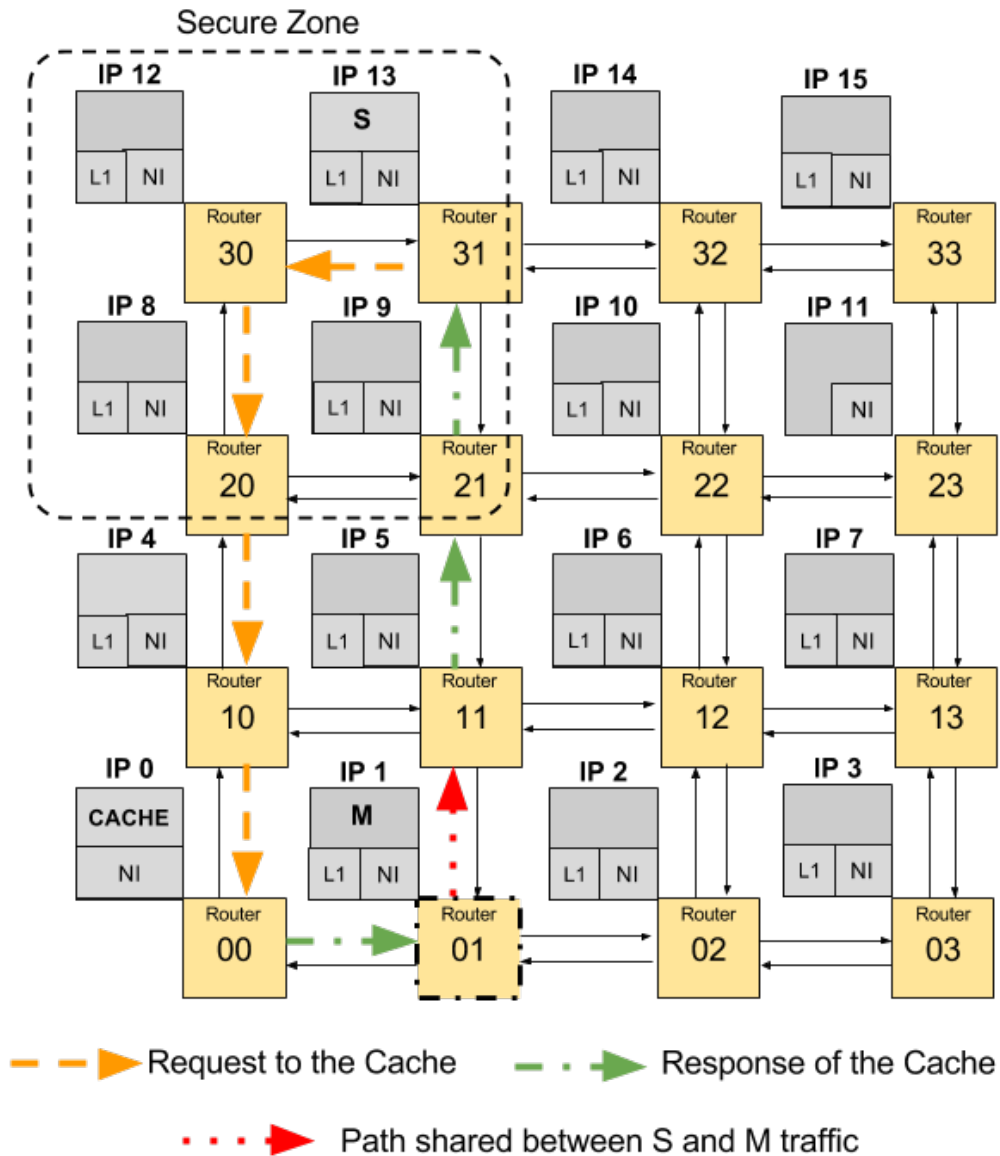 Secure Zone
IP 12
IP 13
IP 14
IP 15
S
L1 NI
L1 NI
L1 NI
L1 NI
Router
30
Router
31
Router
32
Router
33
IP 8
IP 9
IP 10
IP 11
L1 NI
L1 NI
L1 NI
NI
Router
20
Router
21
Router
22
Router
23
IP 4
IP 5
IP 6
IP 7
L1 NI
L1 NI
L1 NI
L1 NI
Router
10
Router
11
Router
12
Router
13
IP 0
IP 1
IP 2
IP 3
CACHE
M
NI
L1 NI
L1 NI
L1 NI
Router
00
Router
01
Router
02
Router
03
Request to the Cache
Response of the Cache
Path shared between S and M traffic